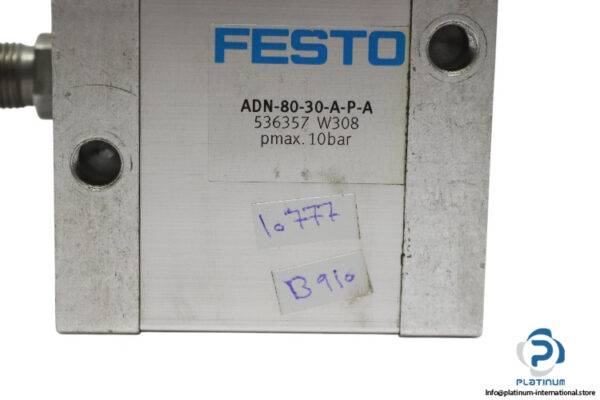 FESTO
ADN-80-30-A-P-A
536357 W308
pmax. 10bar
10777
B910
PLATINUM
Info@platinum-international.store